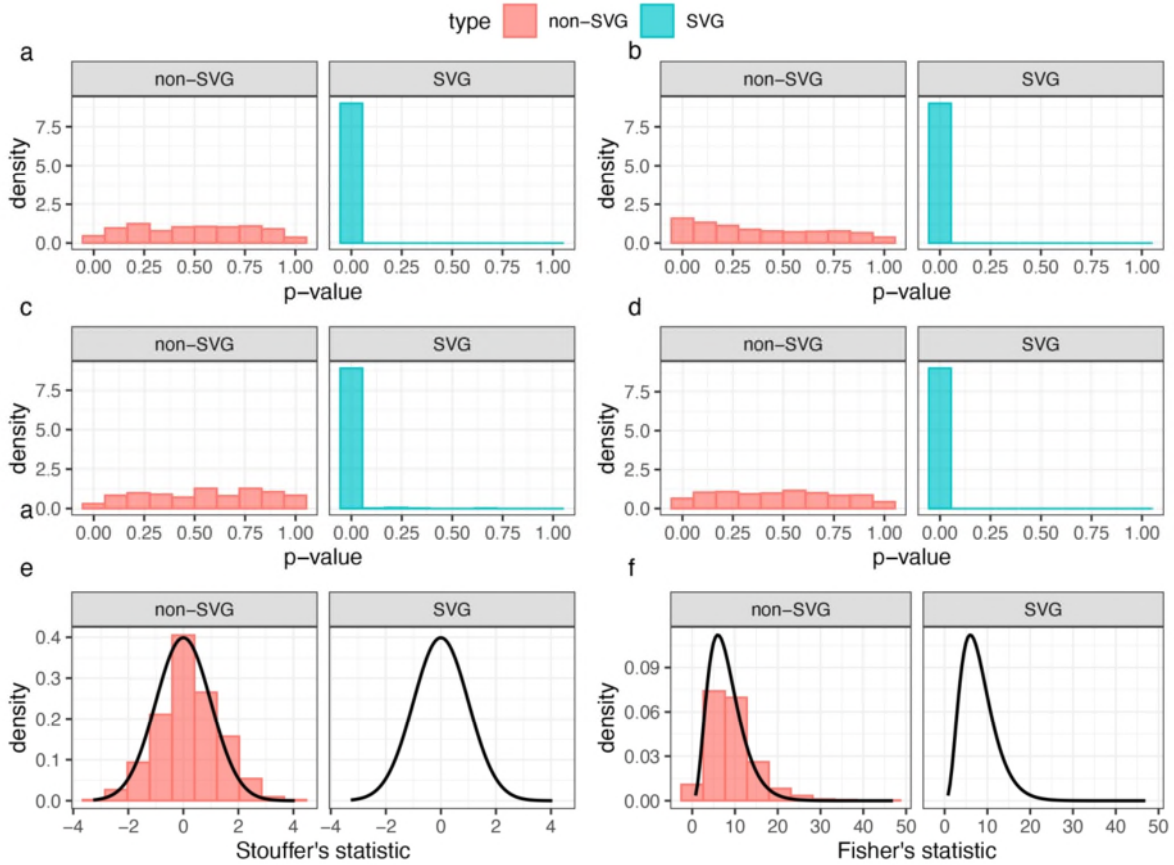 type non-SVG SVG
a b
non-SVG SVG non-SVG SVG
density 7.5 5.0 2.5 0.0 density 7.5 5.0 2.5 0.0
0.00 0.25 0.50 0.75 1.00 0.00 0.25 0.50 0.75 1.00 0.00 0.25 0.50 0.75 1.00 0.00 0.25 0.50 0.75 1.00
p-value p-value
c d
non-SVG SVG non-SVG SVG
density 7.5 5.0 2.5 0.0 density 7.5 5.0 2.5 0.0
a
0.00 0.25 0.50 0.75 1.00 0.00 0.25 0.50 0.75 1.00 0.00 0.25 0.50 0.75 1.00 0.00 0.25 0.50 0.75 1.00
p-value p-value
e f
non-SVG SVG non-SVG SVG
density 0.4 0.3 0.2 0.1 0.0 density 0.09 0.06 0.03 0.00
-4 -2 0 2 4 -4 -2 0 2 4 0 10 20 30 40 50 0 10 20 30 40 50
Stouffer's statistic Fisher's statistic